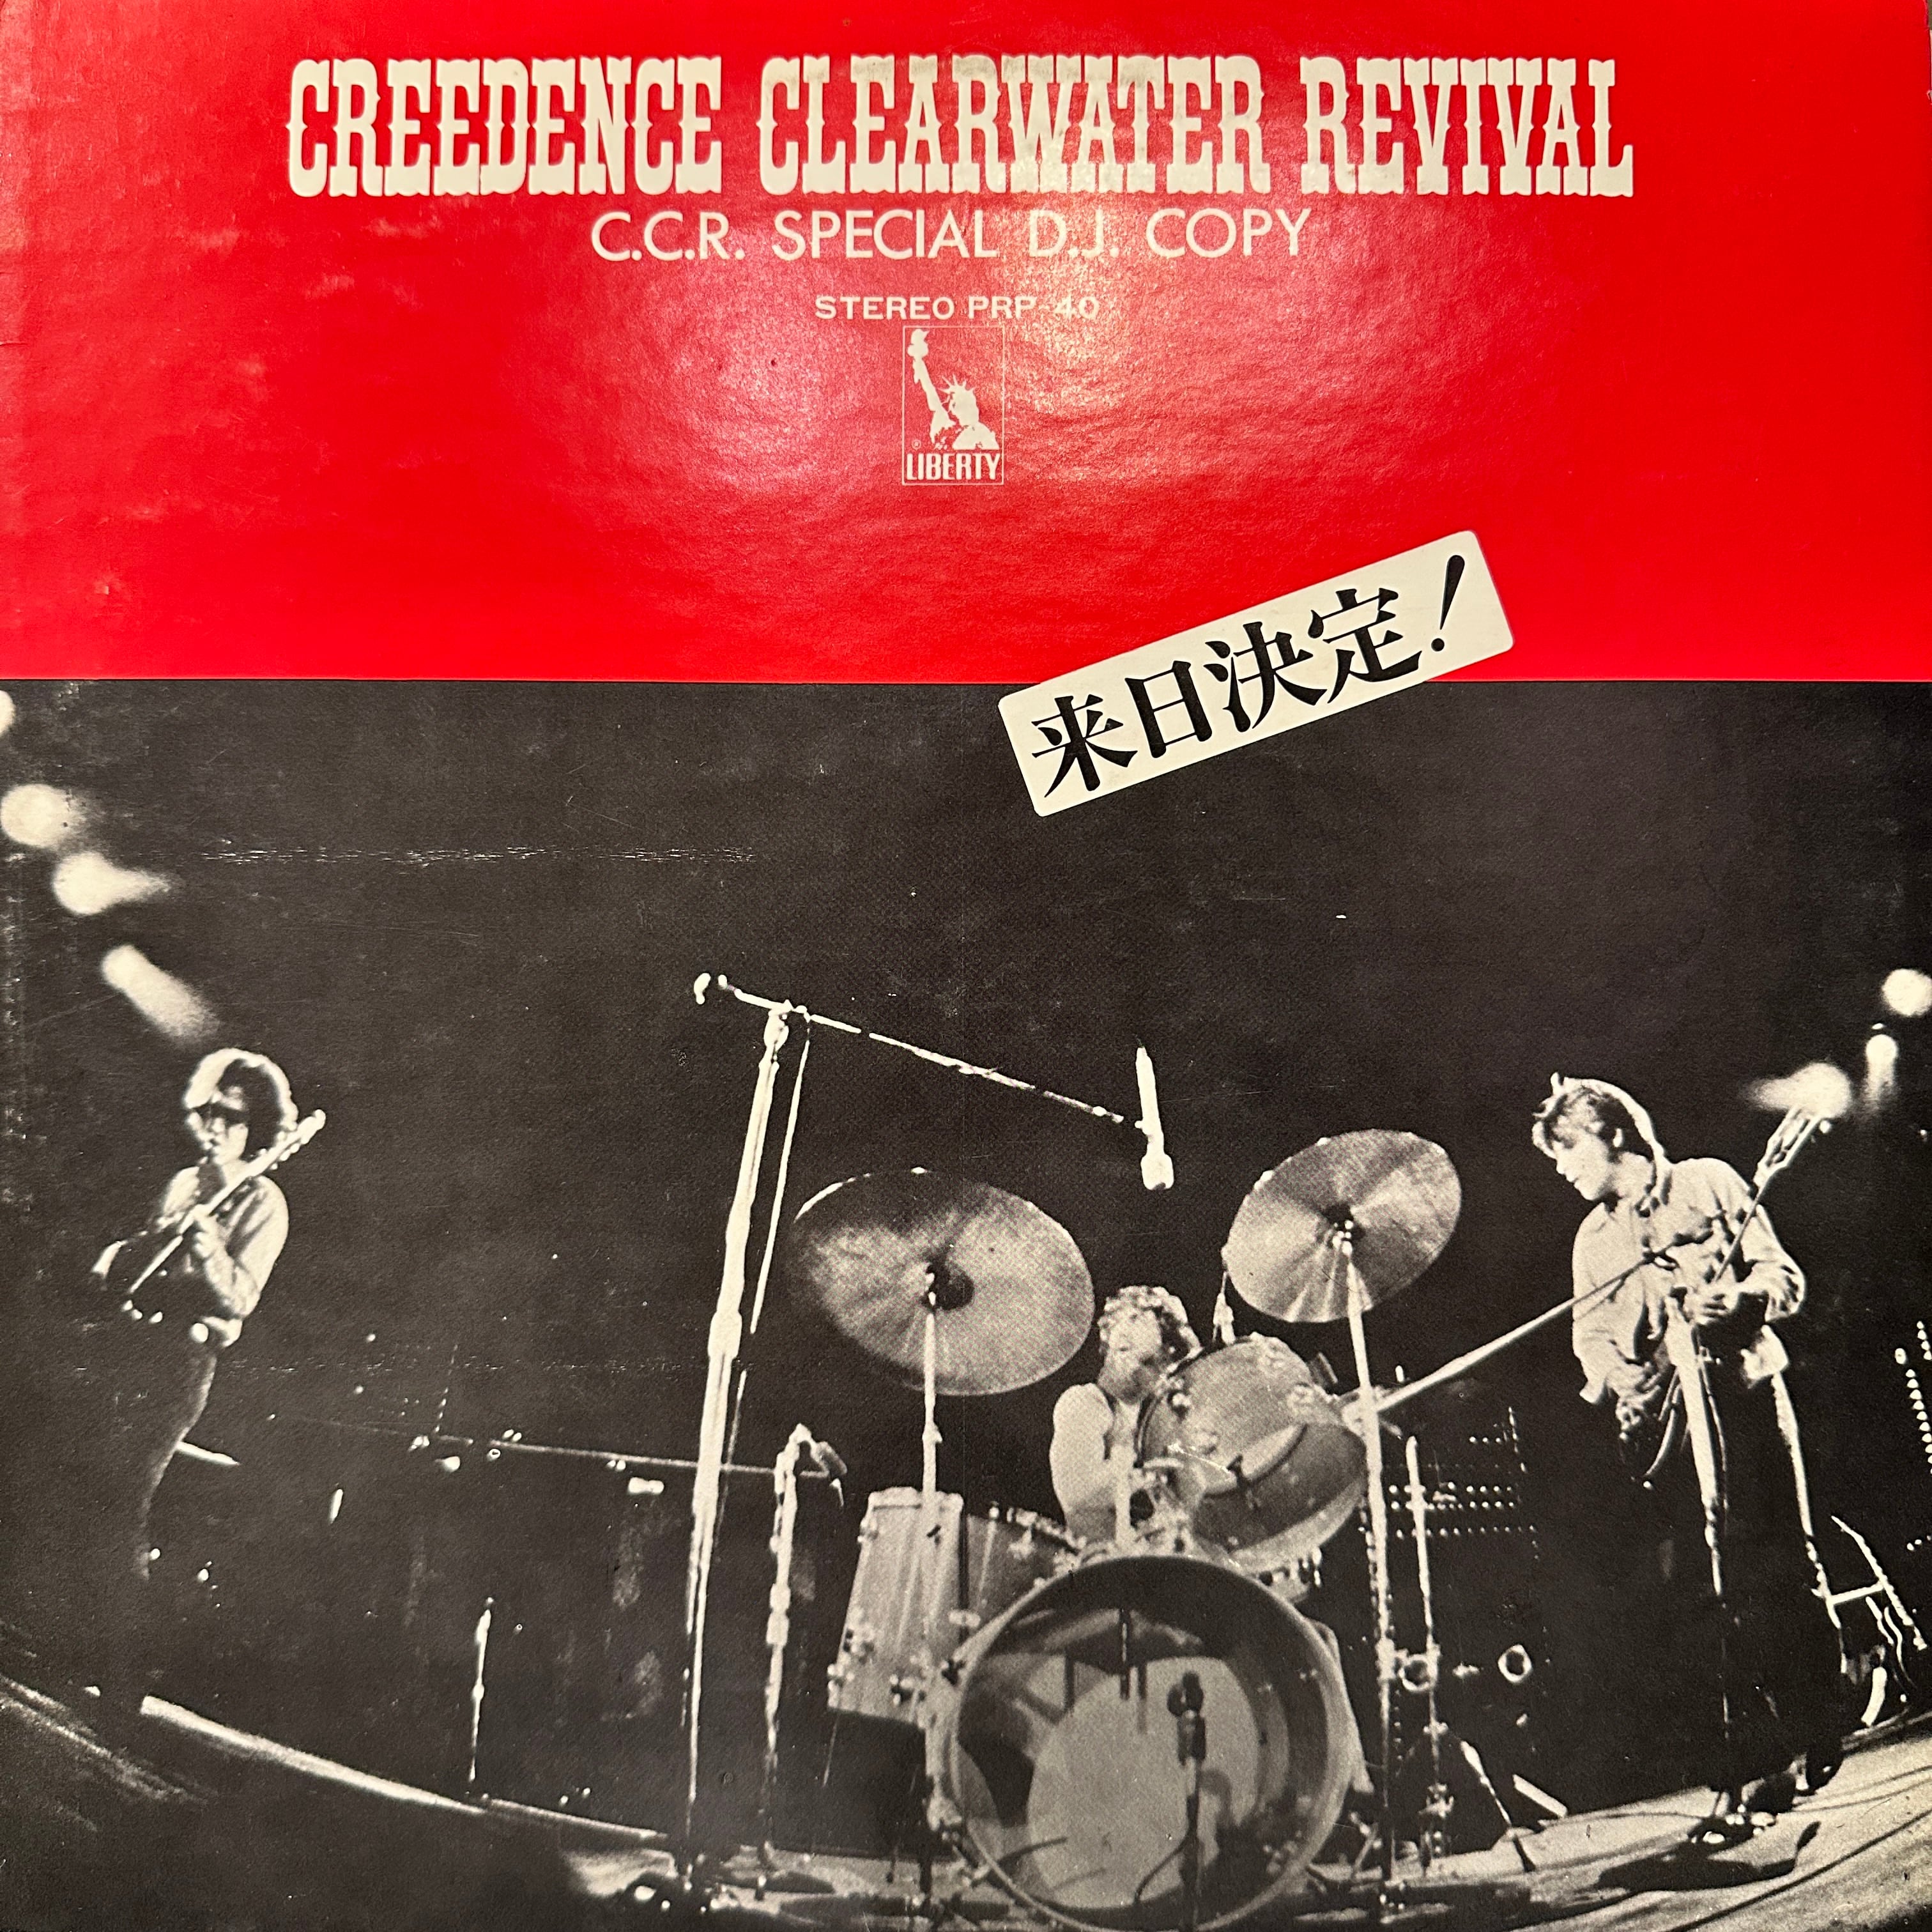 CREEDENCE CLEARWATER REVIVAL
C.C.R. SPECIAL D.J. COPY
STEREO PRP-40
®
LIBERTY
来日決定!